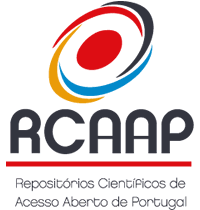 RCAAP
Repositórios Científicos de
Acesso Aberto de Portugal